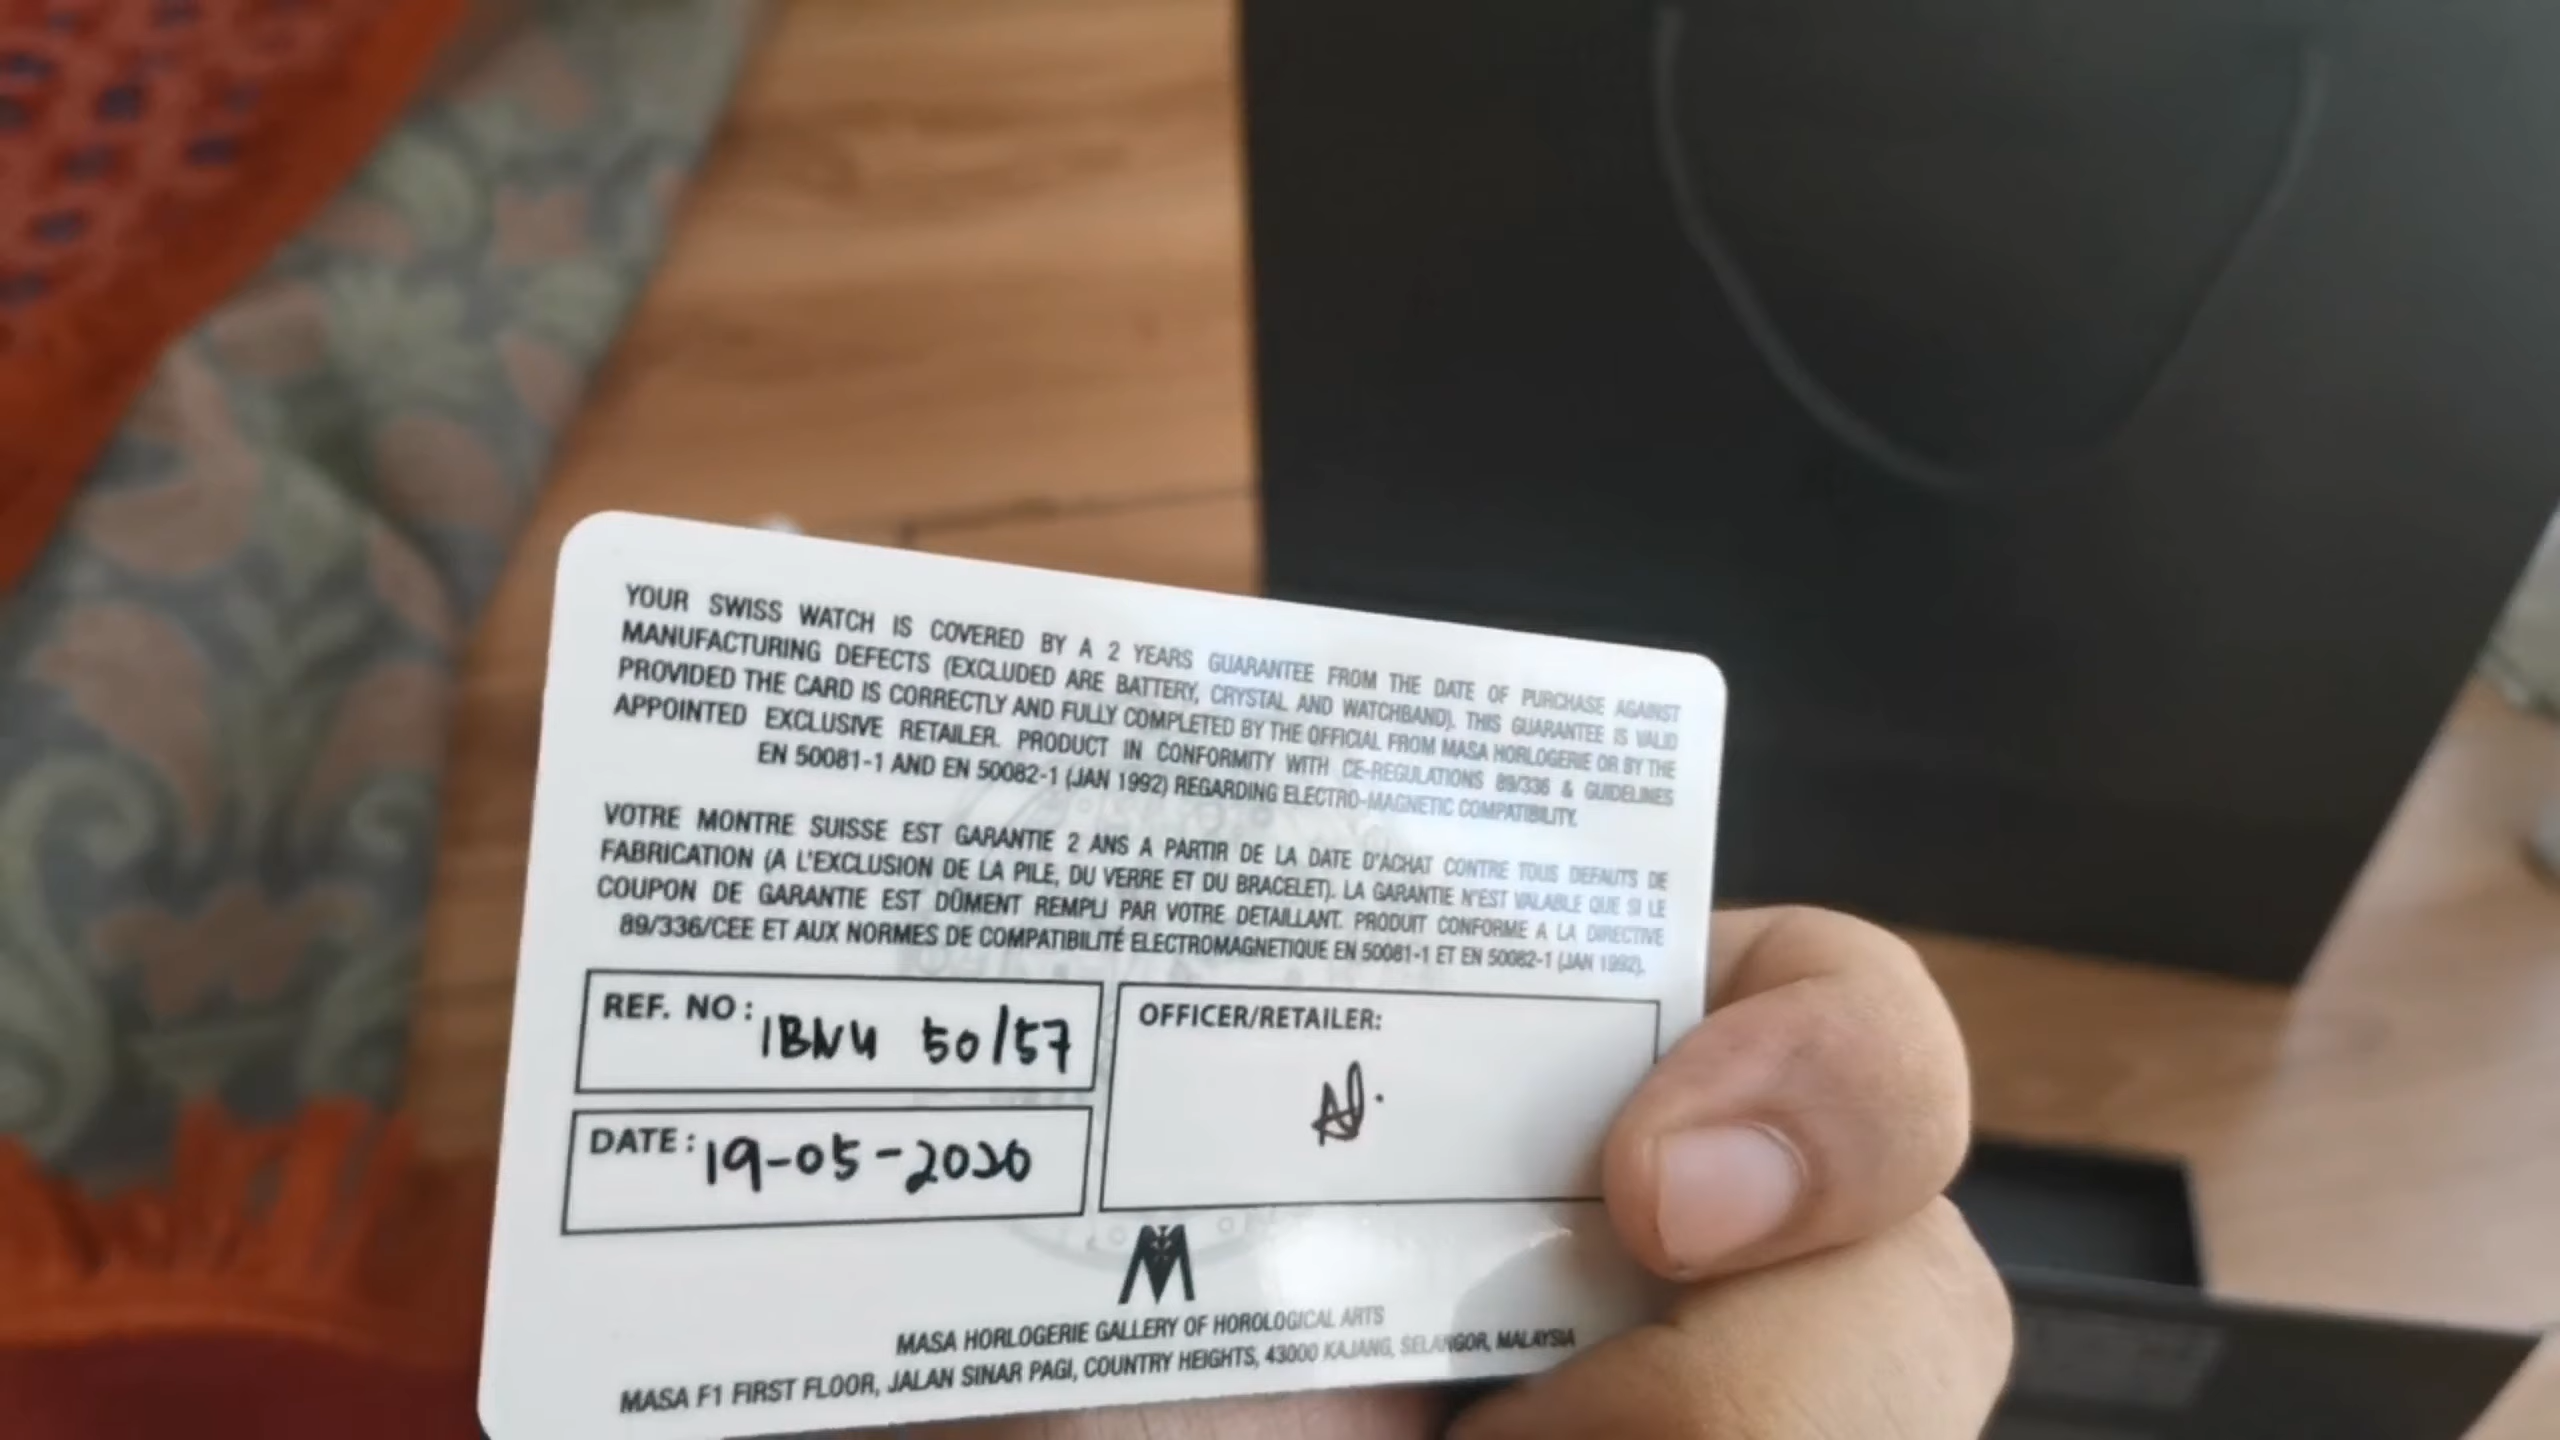 YOUR SWISS WATCH IS COVERED BY A 2 YEARS GUARANTEE FROM THE DATE OF PURCHASE AGAINST
MANUFACTURING DEFECTS (EXCLUDED ARE BATTERY, CRYSTAL AND WATCHBAND). THIS GUARANTEE IS VALID
PROVIDED THE CARD IS CORRECTLY AND FULLY COMPLETED BY THE OFFICIAL FROM MASA HORLOGERIE OR BY THE
APPOINTED EXCLUSIVE RETAILER. PRODUCT IN CONFORMITY WITH CE-REGULATIONS 89/336 & GUIDELINES
EN 50081-1 AND EN 50082-1 (JAN 1992) REGARDING ELECTRO-MAGNETIC COMPATIBILITY.
VOTRE MONTRE SUISSE EST GARANTIE 2 ANS A PARTIR DE LA DATE D'ACHAT CONTRE TOUS DEFAUTS DE
FABRICATION (A L'EXCLUSION DE LA PILE, DU VERRE ET DU BRACELET). LA GARANTIE N'EST VALABLE QUE SI LE
COUPON DE GARANTIE EST DÛMENT REMPLI PAR VOTRE DETAILLANT. PRODUIT CONFORME A LA DIRECTIVE
89/336/CEE ET AUX NORMES DE COMPATIBILITÉ ELECTROMAGNETIQUE EN 50081-1 ET EN 50082-1 (JAN 1992).
REF. NO: IBNU 50/57
DATE: 19-05-2020
OFFICER/RETAILER:
MASA HORLOGERIE GALLERY OF HOROLOGICAL ARTS
MASA F1 FIRST FLOOR, JALAN SINAR PAGI, COUNTRY HEIGHTS, 43000 KAJANG, SELANGOR, MALAYSIA